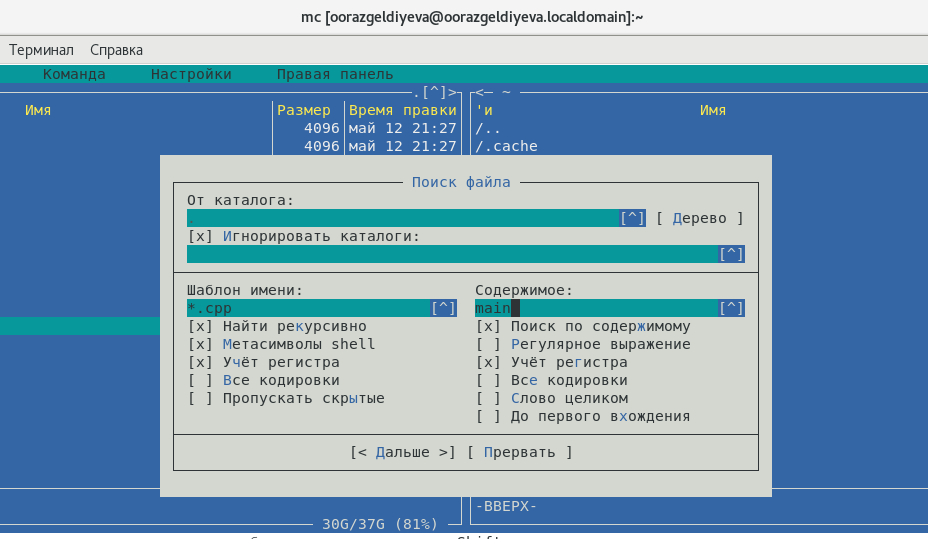 mc [oorazgeldiyeva@oorazgeldiyeva.localdomain]:~
Терминал Справка
Команда Настройки Правая панель
.[^]> <— ~
Имя Размер Время правки 'и Имя
4096 май 12 21:27 /..
4096 май 12 21:27 /.cache
Поиск файла
От каталога:
. [^] [ Дерево ]
[x] Игнорировать каталоги:
[^]
Шаблон имени: Содержимое:
*.cpp [^] main [^]
[x] Найти рекурсивно [x] Поиск по содержимому
[x] Метасимволы shell [ ] Регулярное выражение
[x] Учёт регистра [x] Учёт регистра
[ ] Все кодировки [ ] Все кодировки
[ ] Пропускать скрытые [ ] Слово целиком
[ ] До первого вхождения
[< Дальше >] [ Прервать ]
-ВВЕРХ-
30G/37G (81%)